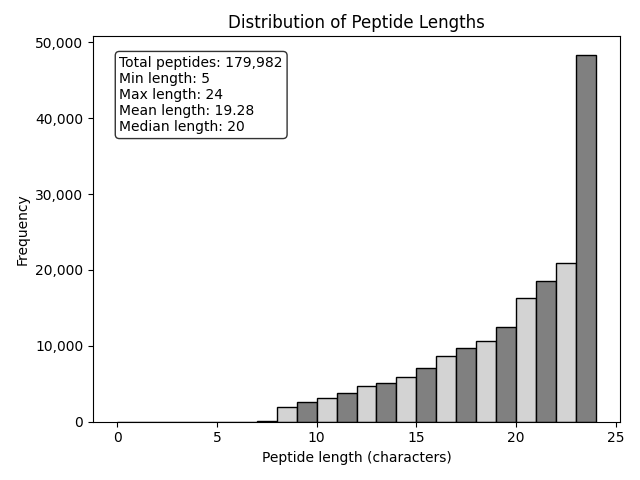 Distribution of Peptide Lengths
50,000
40,000
30,000
20,000
10,000
0
Frequency
Total peptides: 179,982
Min length: 5
Max length: 24
Mean length: 19.28
Median length: 20
0 5 10 15 20 25
Peptide length (characters)